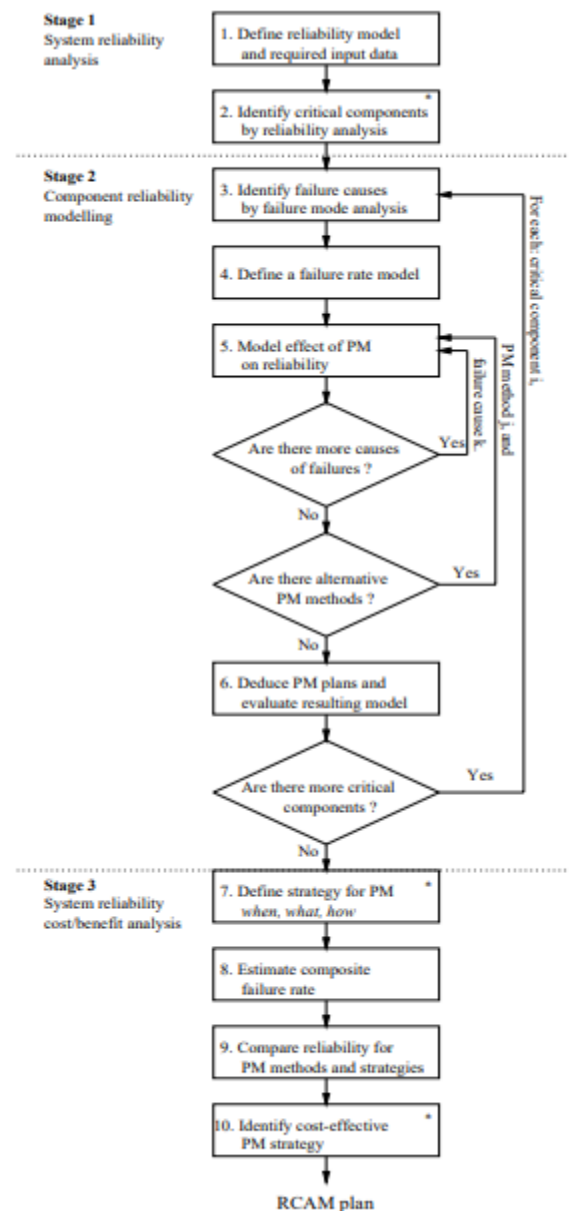 Stage 1
System reliability
analysis
1. Define reliability model
and required input data
*
2. Identify critical components
by reliability analysis
Stage 2
Component reliability
modelling
3. Identify failure causes
by failure mode analysis
4. Define a failure rate model
5. Model effect of PM
on reliability
For each: critical component i,
PM method j, and
failure cause k.
Are there more causes
of failures ?
Yes
No
Are there alternative
PM methods ?
Yes
No
6. Deduce PM plans and
evaluate resulting model
Are there more critical
components ?
Yes
No
Stage 3
System reliability
cost/benefit analysis
7. Define strategy for PM *
when, what, how
8. Estimate composite
failure rate
9. Compare reliability for
PM methods and strategies
10. Identify cost-effective *
PM strategy
RCAM plan